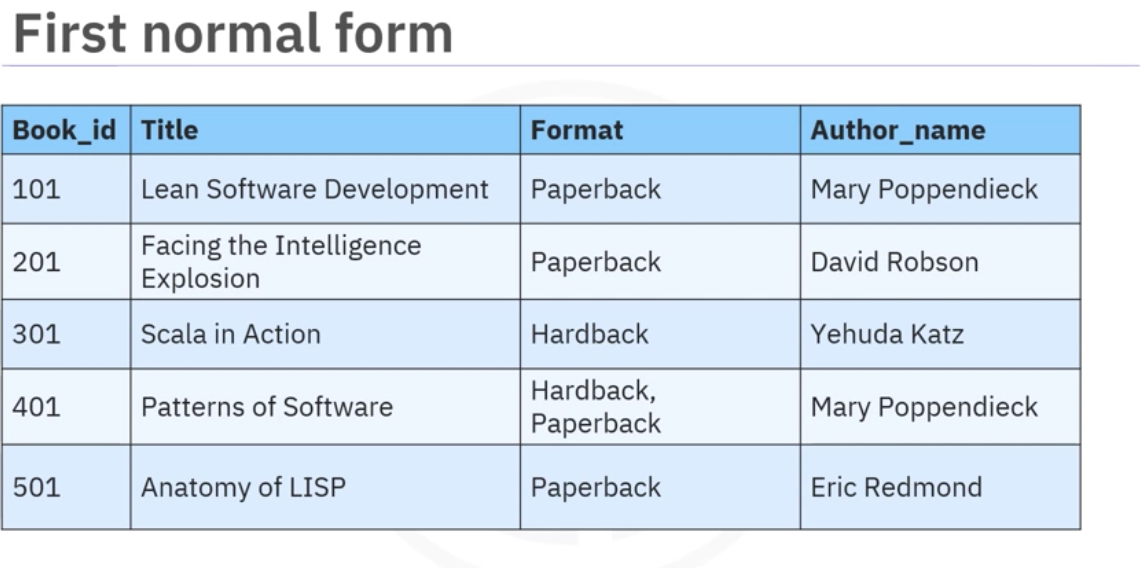 First normal form
Book_id Title Format Author_name
101 Lean Software Development Paperback Mary Poppendieck
201 Facing the Intelligence
Explosion Paperback David Robson
301 Scala in Action Hardback Yehuda Katz
401 Patterns of Software Hardback,
Paperback Mary Poppendieck
501 Anatomy of LISP Paperback Eric Redmond